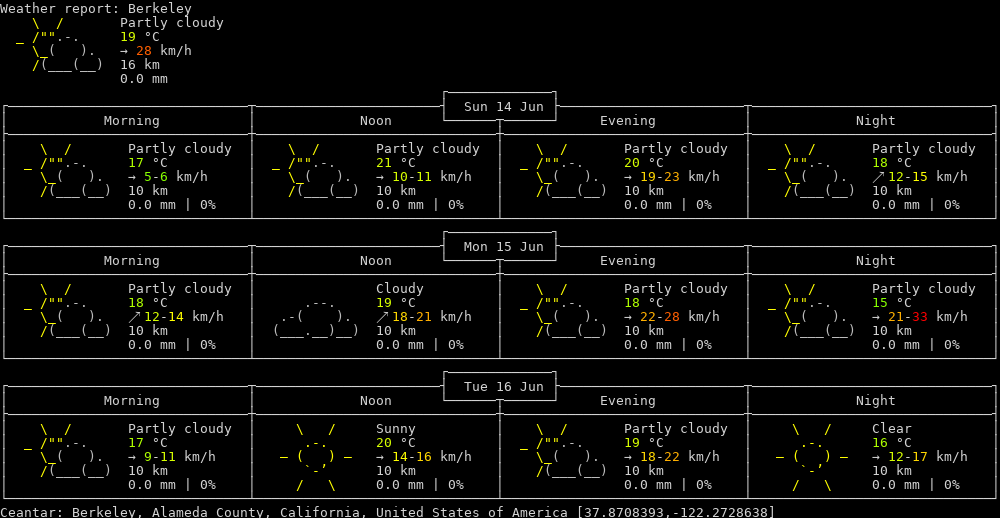 Weather report: Berkeley
Partly cloudy
19 °C
→ 28 km/h
16 km
0.0 mm
Sun 14 Jun
Morning Noon Evening Night
Partly cloudy Partly cloudy Partly cloudy Partly cloudy
17 °C 21 °C 20 °C 18 °C
→ 5-6 km/h → 10-11 km/h → 19-23 km/h ↗ 12-15 km/h
10 km 10 km 10 km 10 km
0.0 mm | 0% 0.0 mm | 0% 0.0 mm | 0% 0.0 mm | 0%
Mon 15 Jun
Morning Noon Evening Night
Partly cloudy Cloudy Partly cloudy Partly cloudy
18 °C 19 °C 18 °C 15 °C
↗ 12-14 km/h ↗ 18-21 km/h → 22-28 km/h → 21-33 km/h
10 km 10 km 10 km 10 km
0.0 mm | 0% 0.0 mm | 0% 0.0 mm | 0% 0.0 mm | 0%
Tue 16 Jun
Morning Noon Evening Night
Partly cloudy Sunny Partly cloudy Clear
17 °C 20 °C 19 °C 16 °C
→ 9-11 km/h → 14-16 km/h → 18-22 km/h → 12-17 km/h
10 km 10 km 10 km 10 km
0.0 mm | 0% 0.0 mm | 0% 0.0 mm | 0% 0.0 mm | 0%
Ceantar: Berkeley, Alameda County, California, United States of America [37.8708393,-122.2728638]